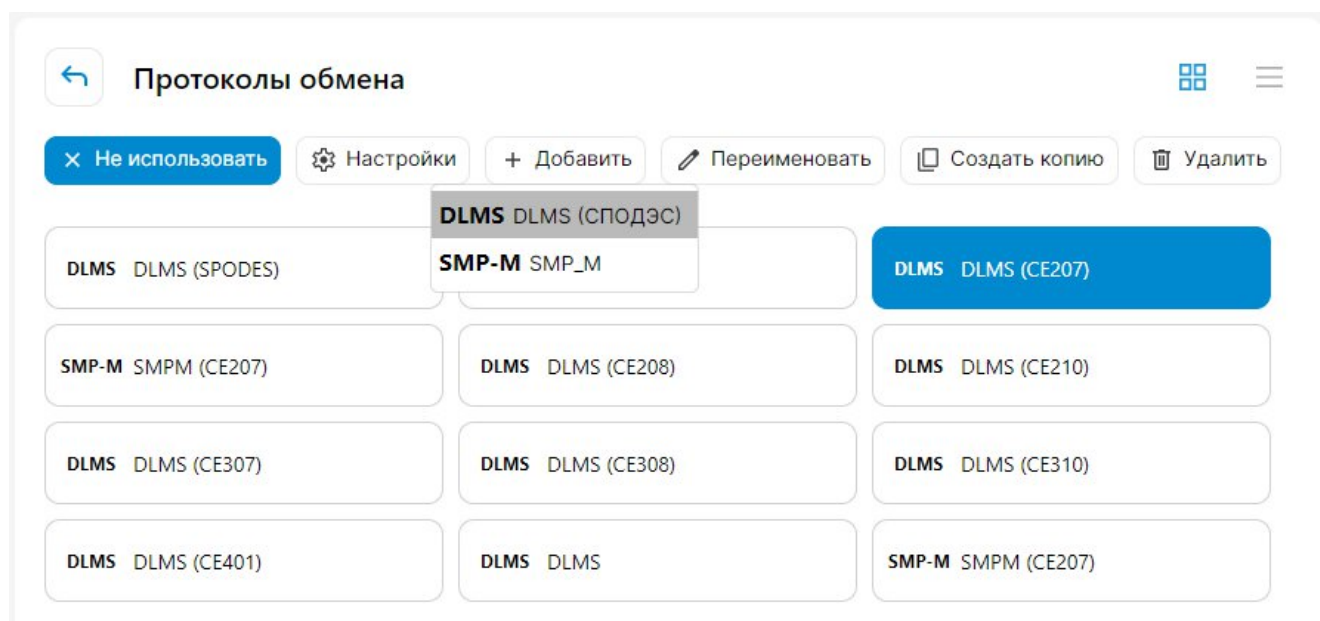 Протоколы обмена
Не использовать Настройки Добавить Переименовать Создать копию Удалить
DLMS DLMS (СПОДЭС)
SMP-M SMP_M
DLMS DLMS (SPODES)
DLMS DLMS (CE207)
SMP-M SMPM (CE207)
DLMS DLMS (CE208)
DLMS DLMS (CE210)
DLMS DLMS (CE307)
DLMS DLMS (CE308)
DLMS DLMS (CE310)
DLMS DLMS (CE401)
DLMS DLMS
SMP-M SMPM (CE207)